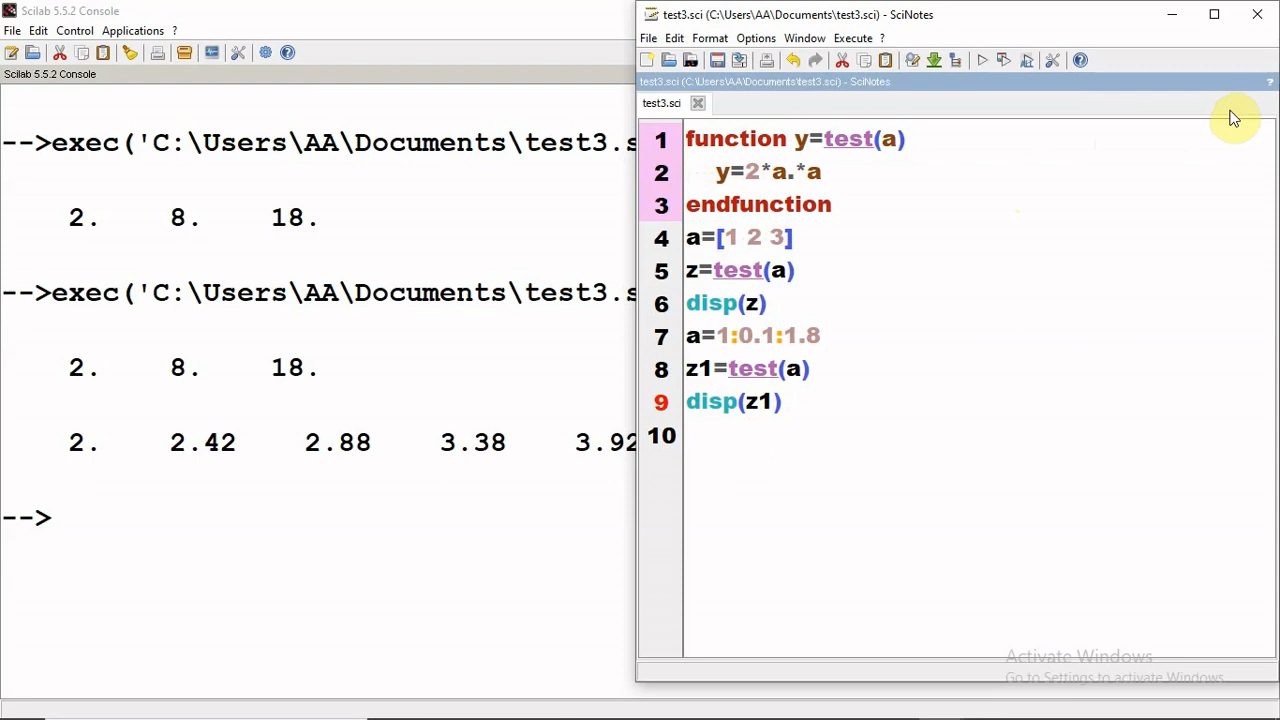 Scilab 5.5.2 Console
File Edit Control Applications ?
Scilab 5.5.2 Console
-->exec('C:\Users\AA\Documents\test3.s
2. 8. 18.
-->exec('C:\Users\AA\Documents\test3.s
2. 8. 18.
2. 2.42 2.88 3.38 3.92
-->
test3.sci (C:\Users\AA\Documents\test3.sci) - SciNotes
File Edit Format Options Window Execute ?
test3.sci (C:\Users\AA\Documents\test3.sci) - SciNotes ?
test3.sci
1 function y=test(a)
2 y=2*a.*a
3 endfunction
4 a=[1 2 3]
5 z=test(a)
6 disp(z)
7 a=1:0.1:1.8
8 z1=test(a)
9 disp(z1)
10
Activate Windows
Go to Settings to activate Windows.